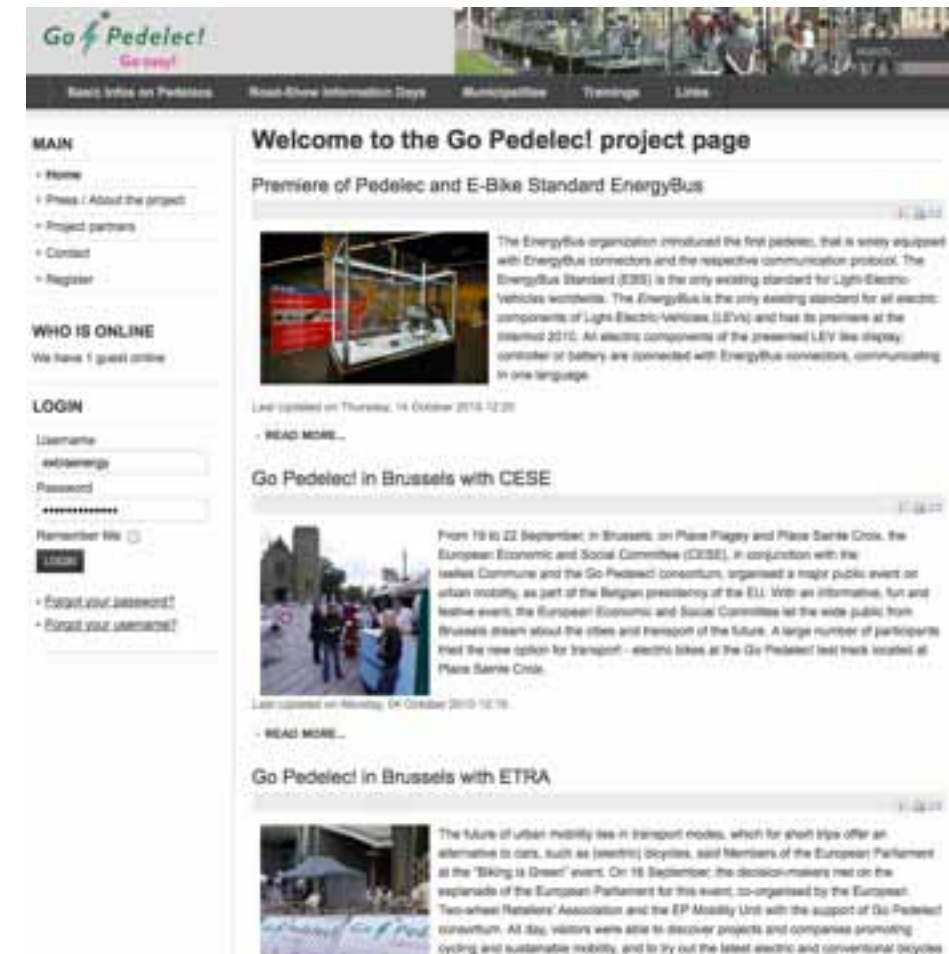 Go Pedelec!
Go easy!
search...
Basic Infos on Pedelecs
Road-Show Information Days
Municipalities
Trainings
Links
MAIN
Home
Press / About the project
Project partners
Contact
Register
WHO IS ONLINE
We have 1 guest online
LOGIN
Username
extraenergy
Password
Remember Me
LOGIN
Forgot your password?
Forgot your username?
Welcome to the Go Pedelec! project page
Premiere of Pedelec and E-Bike Standard EnergyBus
The EnergyBus organization introduced the first pedelec, that is solely equipped
with EnergyBus connectors and the respective communication protocol. The
EnergyBus Standard (EBS) is the only existing standard for Light-Electric-
Vehicles worldwide. The EnergyBus is the only existing standard for all electric
components of Light-Electric-Vehicles (LEVs) and has its premiere at the
Intermot 2010. All electric components of the presented LEV like display,
controller or battery are connected with EnergyBus connectors, communicating
in one language.
Last Updated on Thursday, 14 October 2010 12:20
READ MORE...
Go Pedelec! in Brussels with CESE
From 19 to 22 September, in Brussels, on Place Flagey and Place Sainte Croix, the
European Economic and Social Committee (CESE), in conjunction with the
Ixelles Commune and the Go Pedelec! consortium, organised a major public event on
urban mobility, as part of the Belgian presidency of the EU. With an informative, fun and
festive event, the European Economic and Social Committee let the wide public from
Brussels dream about the cities and transport of the future. A large number of participants
tried the new option for transport - electric bikes at the Go Pedelec! test track located at
Place Sainte Croix.
Last Updated on Monday, 04 October 2010 12:16
READ MORE...
Go Pedelec! in Brussels with ETRA
The future of urban mobility lies in transport modes, which for short trips offer an
alternative to cars, such as (electric) bicycles, said Members of the European Parliament
at the "Biking is Green" event. On 16 September, the decision-makers met on the
esplanade of the European Parliament for this event, co-organised by the European
Two-wheel Retailers' Association and the EP Mobility Unit with the support of Go Pedelec!
consortium. All day, visitors were able to discover projects and companies promoting
cycling and sustainable mobility, and to try out the latest electric and conventional bicycles